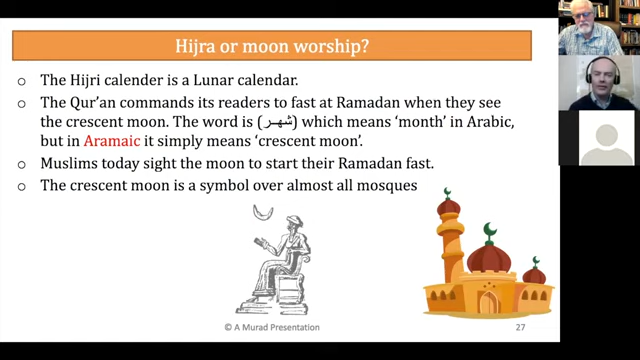 Hijra or moon worship?
o The Hijri calender is a Lunar calendar.
o The Qur'an commands its readers to fast at Ramadan when they see
the crescent moon. The word is (شهر) which means 'month' in Arabic,
but in Aramaic it simply means 'crescent moon'.
o Muslims today sight the moon to start their Ramadan fast.
o The crescent moon is a symbol over almost all mosques
© A Murad Presentation
27